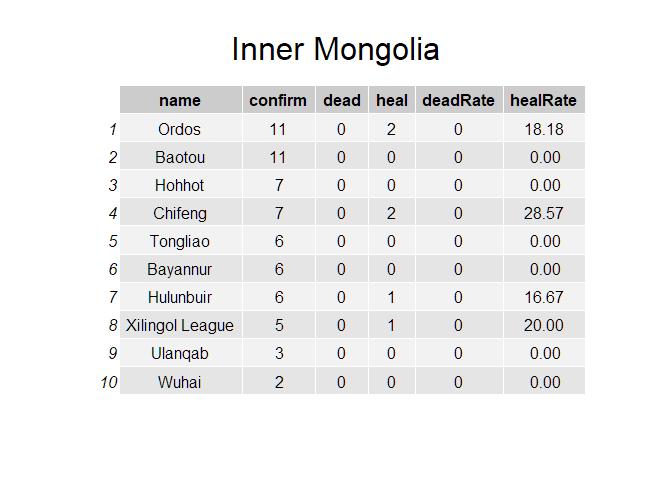 Inner Mongolia
name confirm dead heal deadRate healRate
1 Ordos 11 0 2 0 18.18
2 Baotou 11 0 0 0 0.00
3 Hohhot 7 0 0 0 0.00
4 Chifeng 7 0 2 0 28.57
5 Tongliao 6 0 0 0 0.00
6 Bayannur 6 0 0 0 0.00
7 Hulunbuir 6 0 1 0 16.67
8 Xilingol League 5 0 1 0 20.00
9 Ulanqab 3 0 0 0 0.00
10 Wuhai 2 0 0 0 0.00